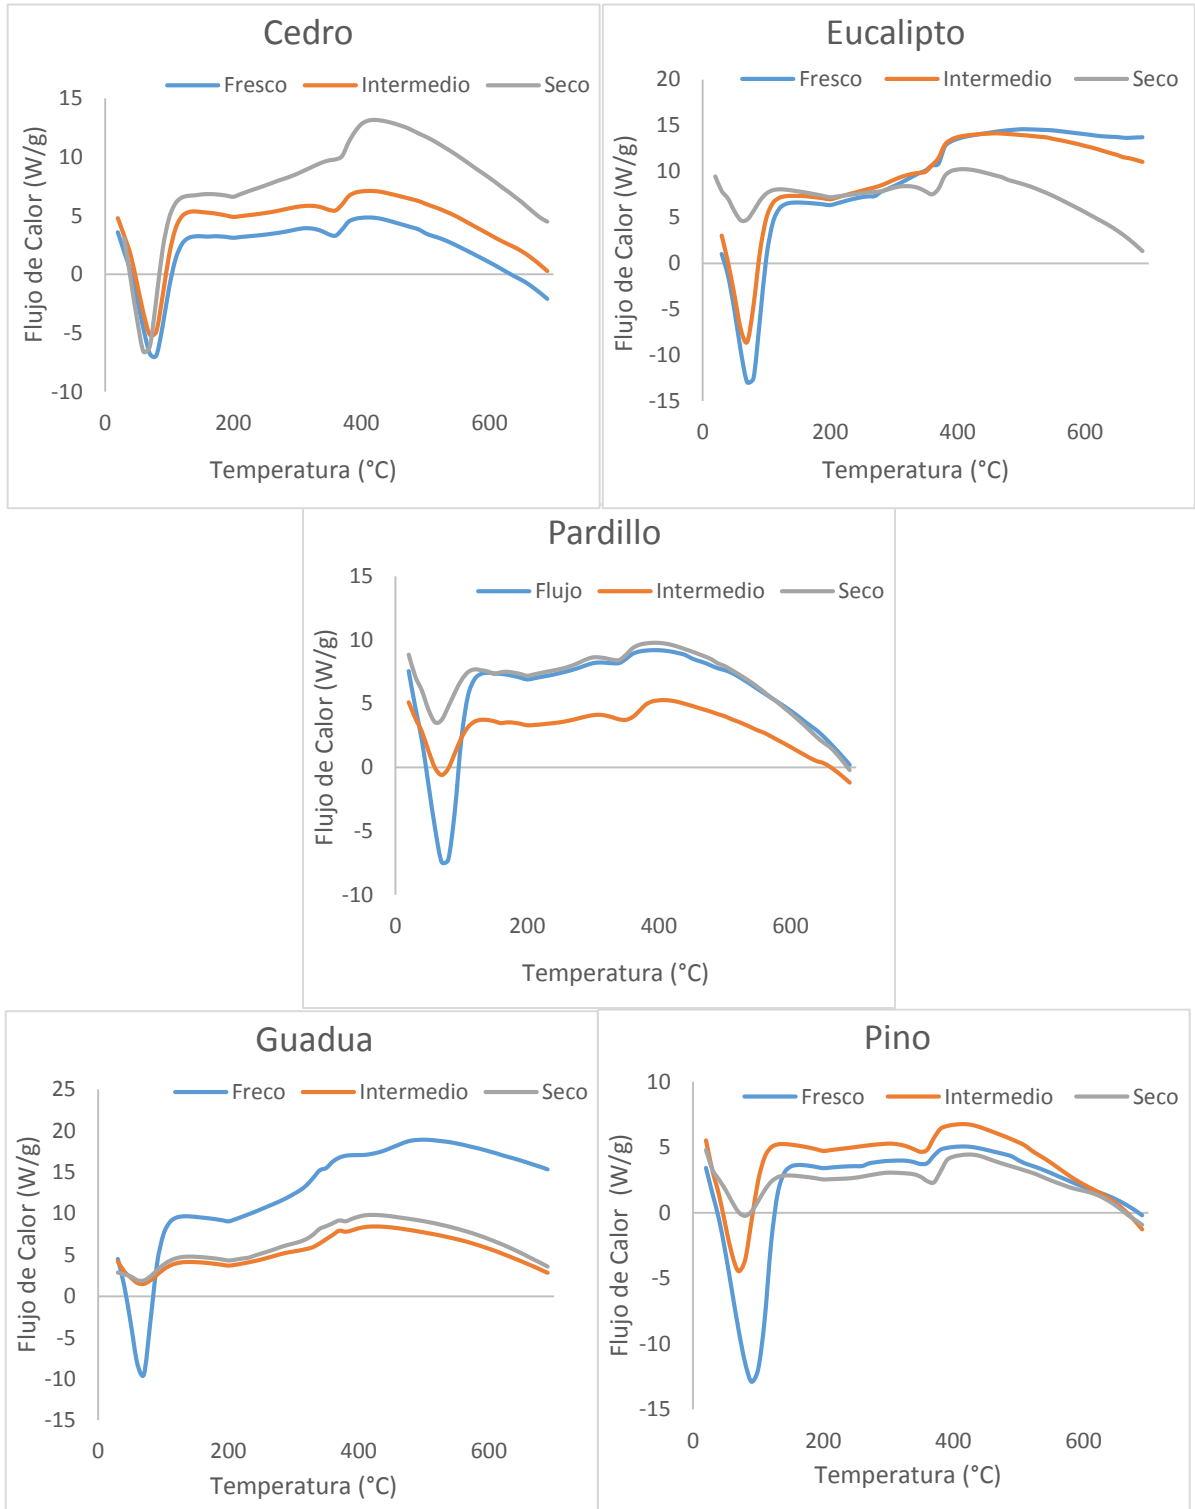 Cedro
Fresco Intermedio Seco
Flujo de Calor (W/g)
15
10
5
0
-5
-10
0 200 400 600
Temperatura (°C)
Eucalipto
Fresco Intermedio Seco
Flujo de Calor (W/g)
20
15
10
5
0
-5
-10
-15
0 200 400 600
Temperatura (°C)
Pardillo
Flujo Intermedio Seco
Flujo de Calor (W/g)
15
10
5
0
-5
-10
0 200 400 600
Temperatura (°C)
Guadua
Freco Intermedio Seco
Flujo de Calor (W/g)
25
20
15
10
5
0
-5
-10
-15
0 200 400 600
Temperatura (°C)
Pino
Fresco Intermedio Seco
Flujo de Calor (W/g)
10
5
0
-5
-10
-15
0 200 400 600
Temperatura (°C)